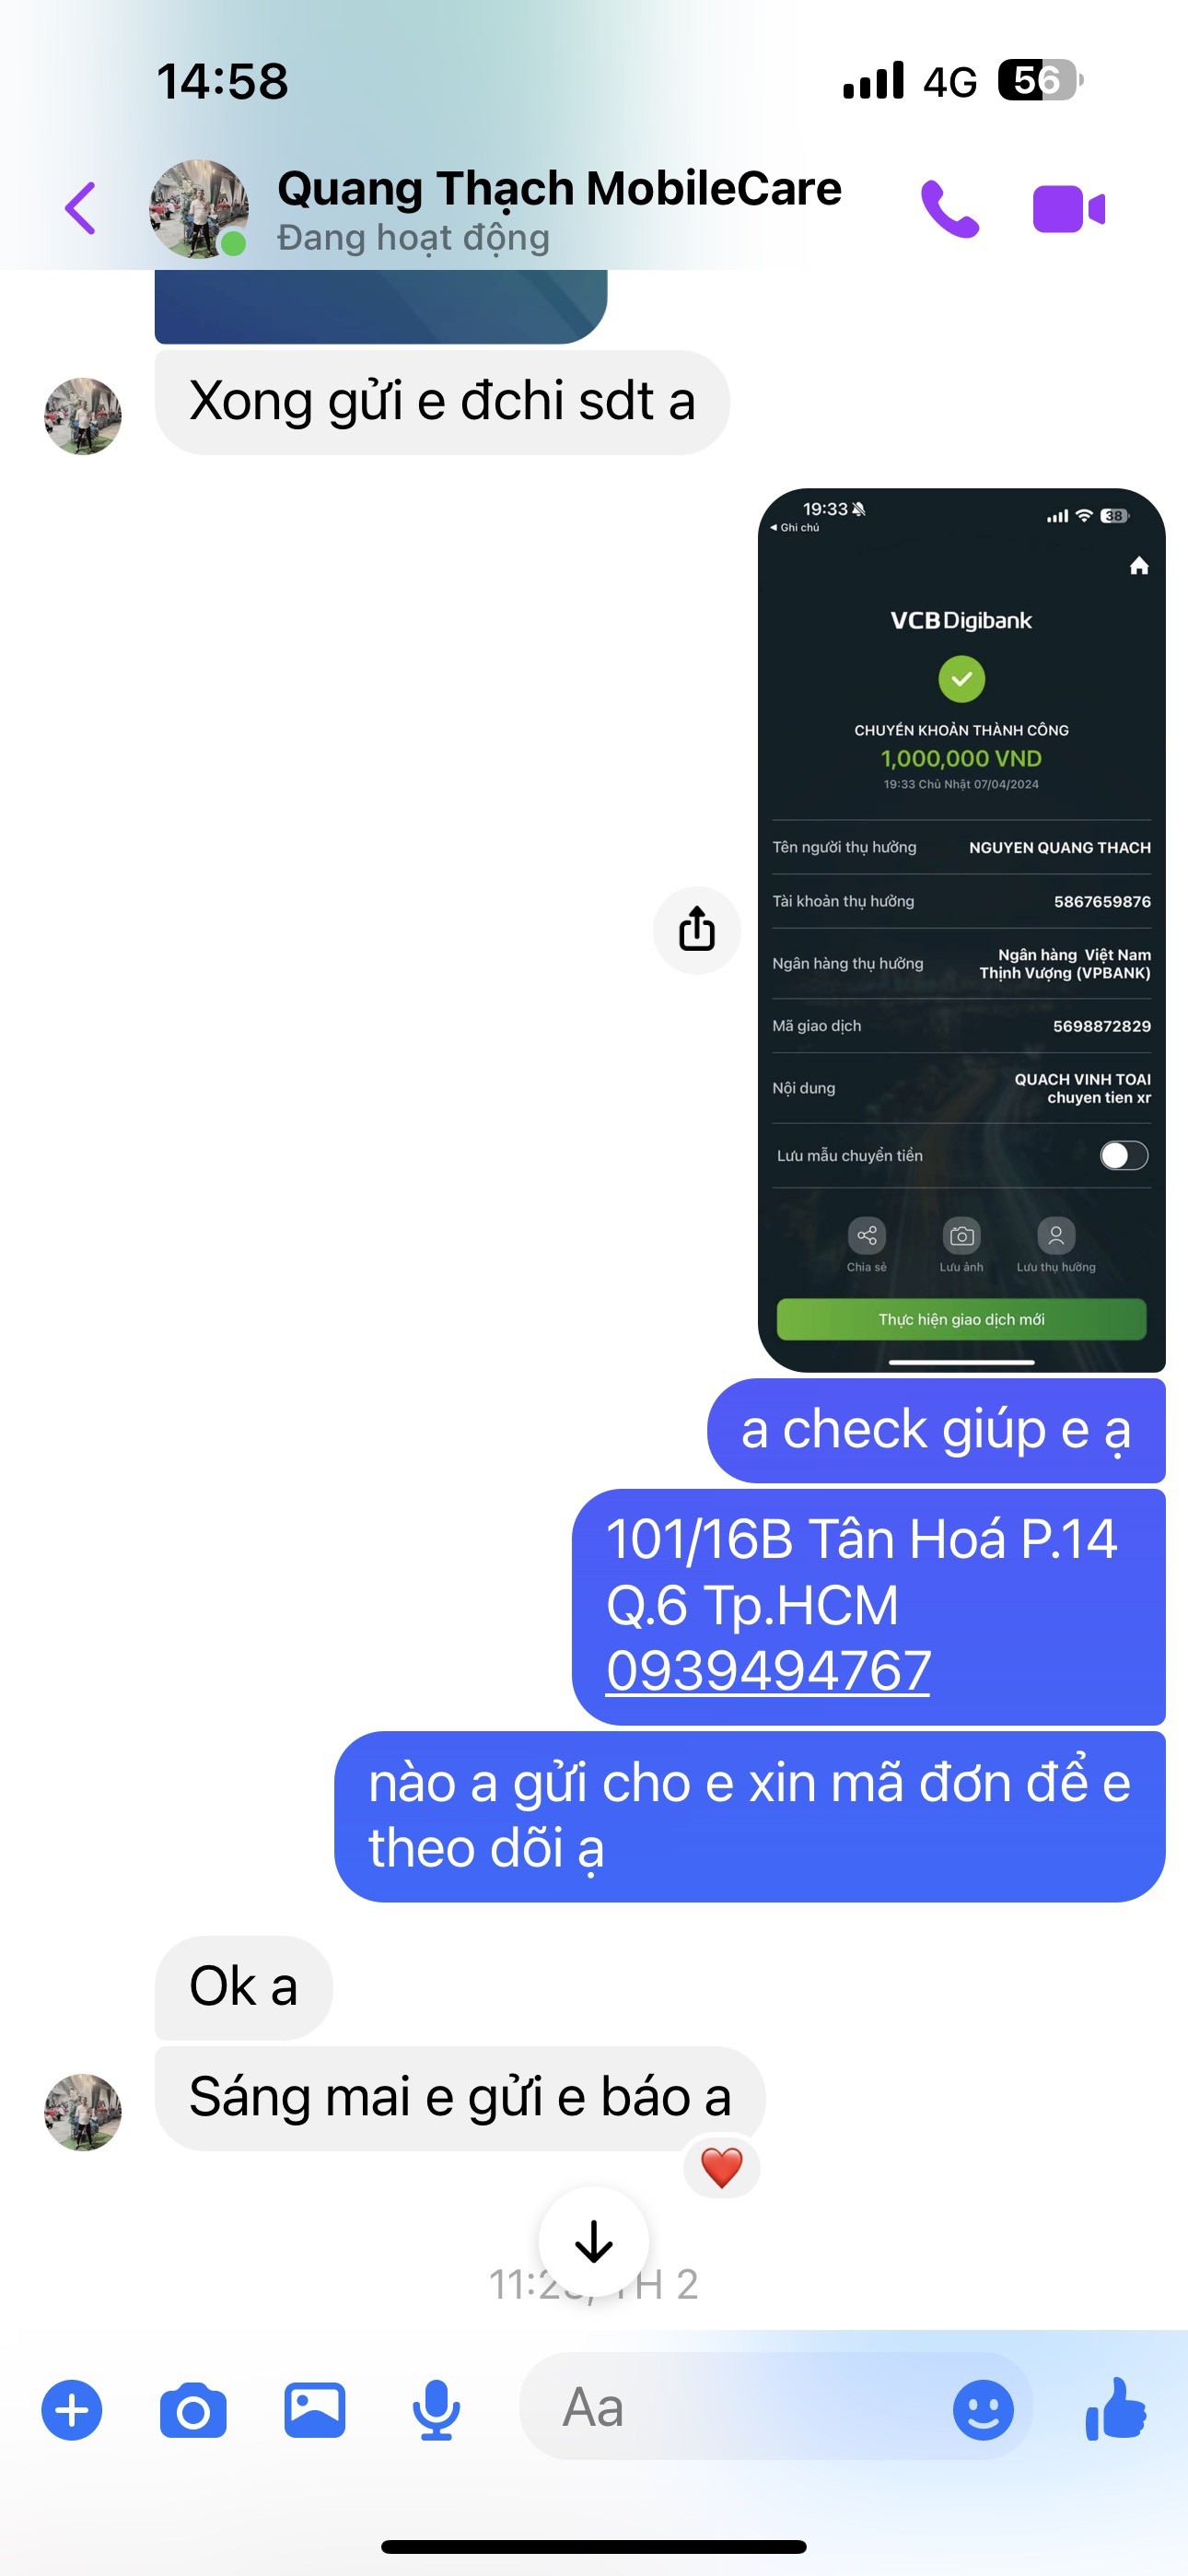 14:58
4G
56
Quang Thạch MobileCare
Đang hoạt động
Xong gửi e đchi sdt a
19:33
38
Ghi chú
VCB Digibank
CHUYỂN KHOẢN THÀNH CÔNG
1,000,000 VND
19:33 Chủ Nhật 07/04/2024
Tên người thụ hưởng NGUYEN QUANG THACH
Tài khoản thụ hưởng 5867659876
Ngân hàng thụ hưởng Ngân hàng Việt Nam
Thịnh Vượng (VPBANK)
Mã giao dịch 5698872829
Nội dung QUACH VINH TOAI
chuyen tien xr
Lưu mẫu chuyển tiền
Chia sẻ Lưu ảnh Lưu thụ hưởng
Thực hiện giao dịch mới
a check giúp e ạ
101/16B Tân Hoá P.14
Q.6 Tp.HCM
0939494767
nào a gửi cho e xin mã đơn để e
theo dõi ạ
Ok a
Sáng mai e gửi e báo a
TH 2
Aa